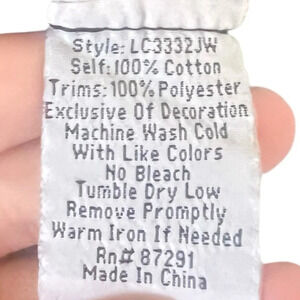 Style: LC3332JW
Self: 100% Cotton
Trims: 100% Polyester
Exclusive Of Decoration
Machine Wash Cold
With Like Colors
No Bleach
Tumble Dry Low
Remove Promptly
Warm Iron If Needed
Rn# 87291
Made In China